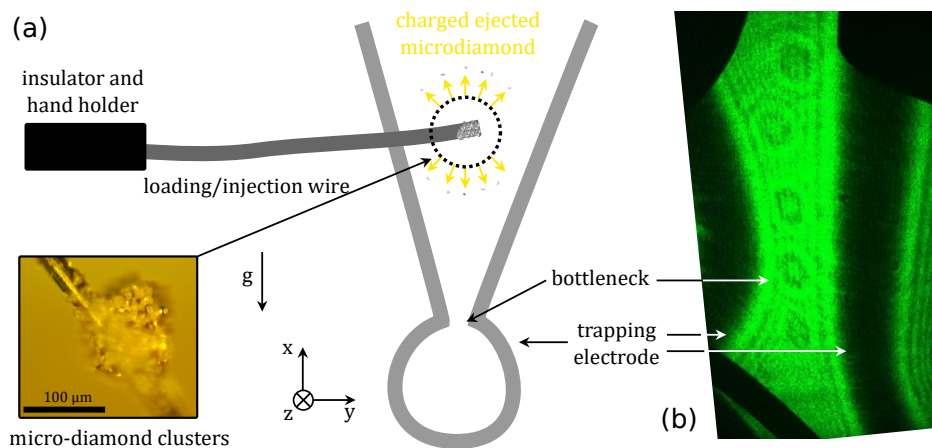 (a)
charged ejected
microdiamond
insulator and
hand holder
loading/injection wire
g
bottleneck
trapping
electrode
x
z
y
100 μm
micro-diamond clusters
(b)